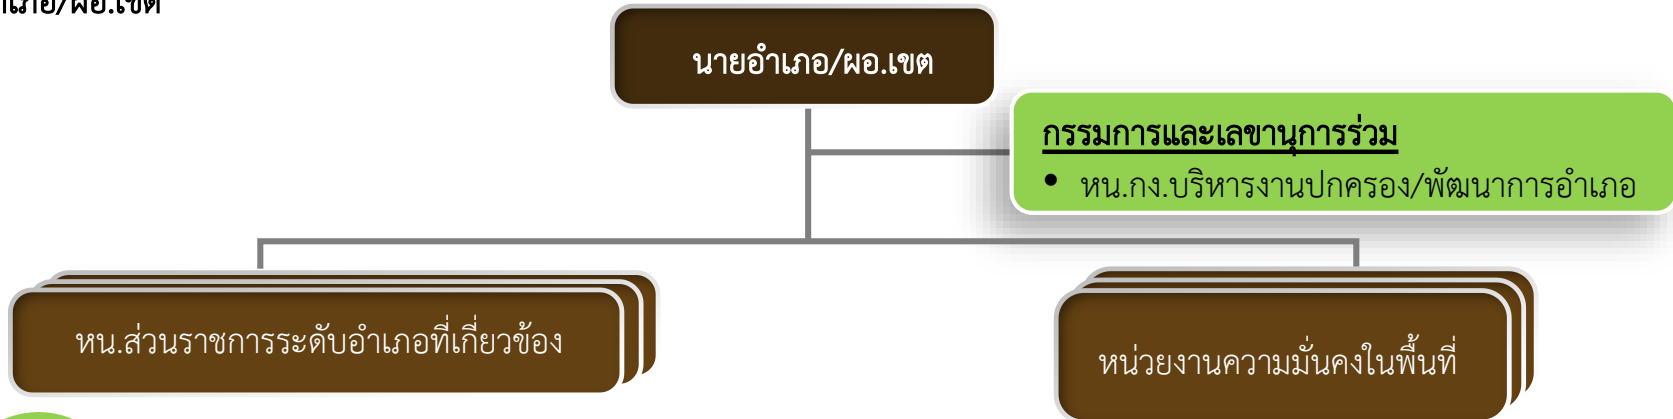 นายอำเภอ/ผอ.เขต
กรรมการและเลขานุการร่วม
• หน.กง.บริหารงานปกครอง/พัฒนาการอำเภอ
หน.ส่วนราชการระดับอำเภอที่เกี่ยวข้อง
หน่วยงานความมั่นคงในพื้นที่